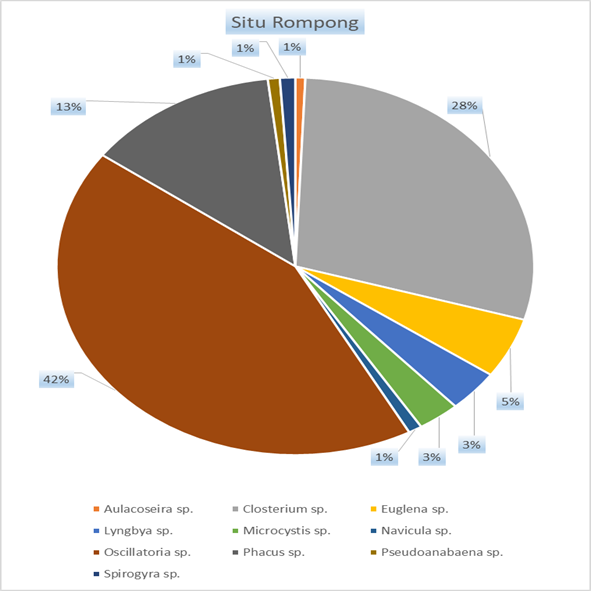 Situ Rompong
1%
1%
1%
13%
28%
42%
5%
3%
1%
3%
Aulacoseira sp.
Closterium sp.
Euglena sp.
Lyngbya sp.
Microcystis sp.
Navicula sp.
Oscillatoria sp.
Phacus sp.
Pseudoanabaena sp.
Spirogyra sp.